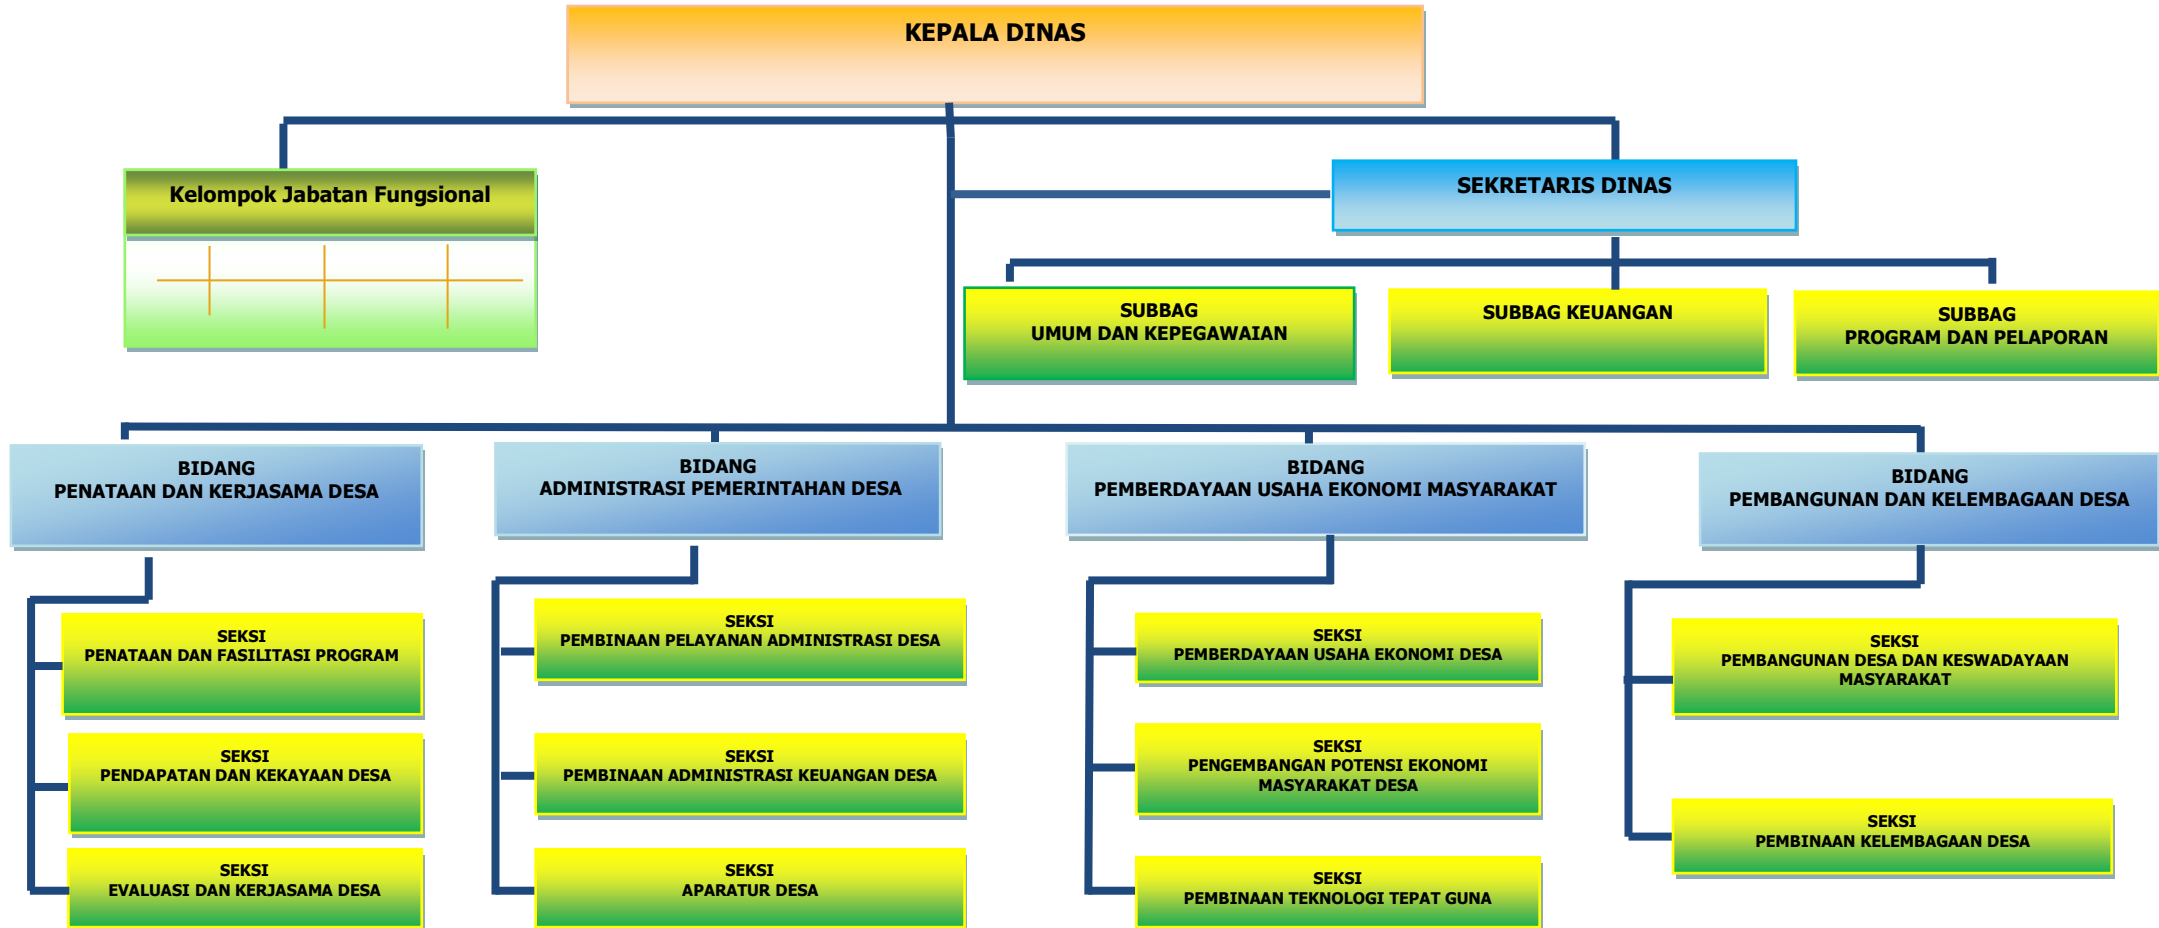 KEPALA DINAS
Kelompok Jabatan Fungsional
SEKRETARIS DINAS
SUBBAG
UMUM DAN KEPEGAWAIAN
SUBBAG KEUANGAN
SUBBAG
PROGRAM DAN PELAPORAN
BIDANG
PENATAAN DAN KERJASAMA DESA
BIDANG
ADMINISTRASI PEMERINTAHAN DESA
BIDANG
PEMBERDAYAAN USAHA EKONOMI MASYARAKAT
BIDANG
PEMBANGUNAN DAN KELEMBAGAAN DESA
SEKSI
PENATAAN DAN FASILITASI PROGRAM
SEKSI
PENDAPATAN DAN KEKAYAAN DESA
SEKSI
EVALUASI DAN KERJASAMA DESA
SEKSI
PEMBINAAN PELAYANAN ADMINISTRASI DESA
SEKSI
PEMBINAAN ADMINISTRASI KEUANGAN DESA
SEKSI
APARATUR DESA
SEKSI
PEMBERDAYAAN USAHA EKONOMI DESA
SEKSI
PENGEMBANGAN POTENSI EKONOMI
MASYARAKAT DESA
SEKSI
PEMBINAAN TEKNOLOGI TEPAT GUNA
SEKSI
PEMBANGUNAN DESA DAN KESWADAYAAN
MASYARAKAT
SEKSI
PEMBINAAN KELEMBAGAAN DESA